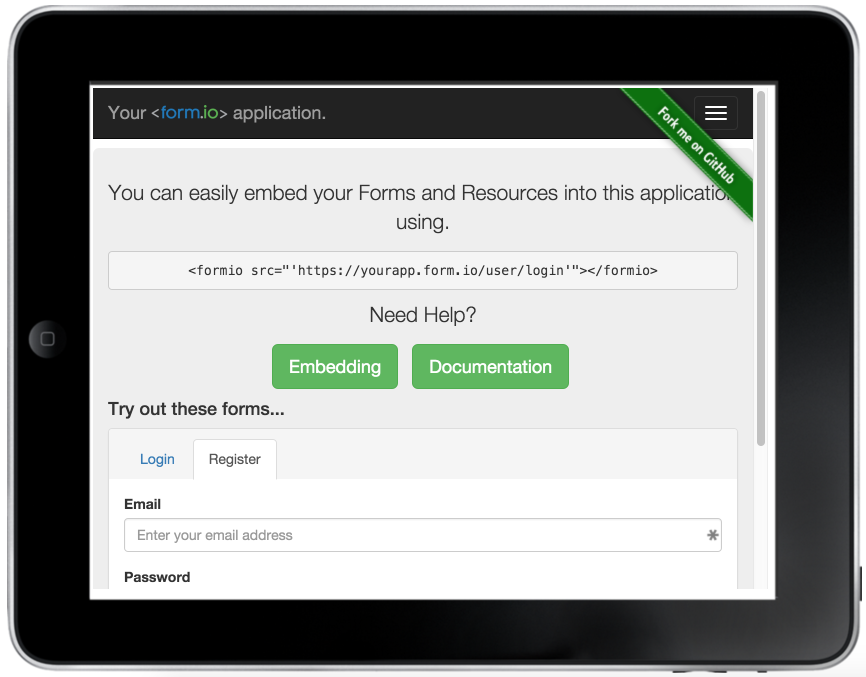 Your <form.io> application.
Fork me on GitHub
You can easily embed your Forms and Resources into this application
using.
<formio src="'https://yourapp.form.io/user/login'"></formio>
Need Help?
Embedding Documentation
Try out these forms...
Login Register
Email
Enter your email address
Password